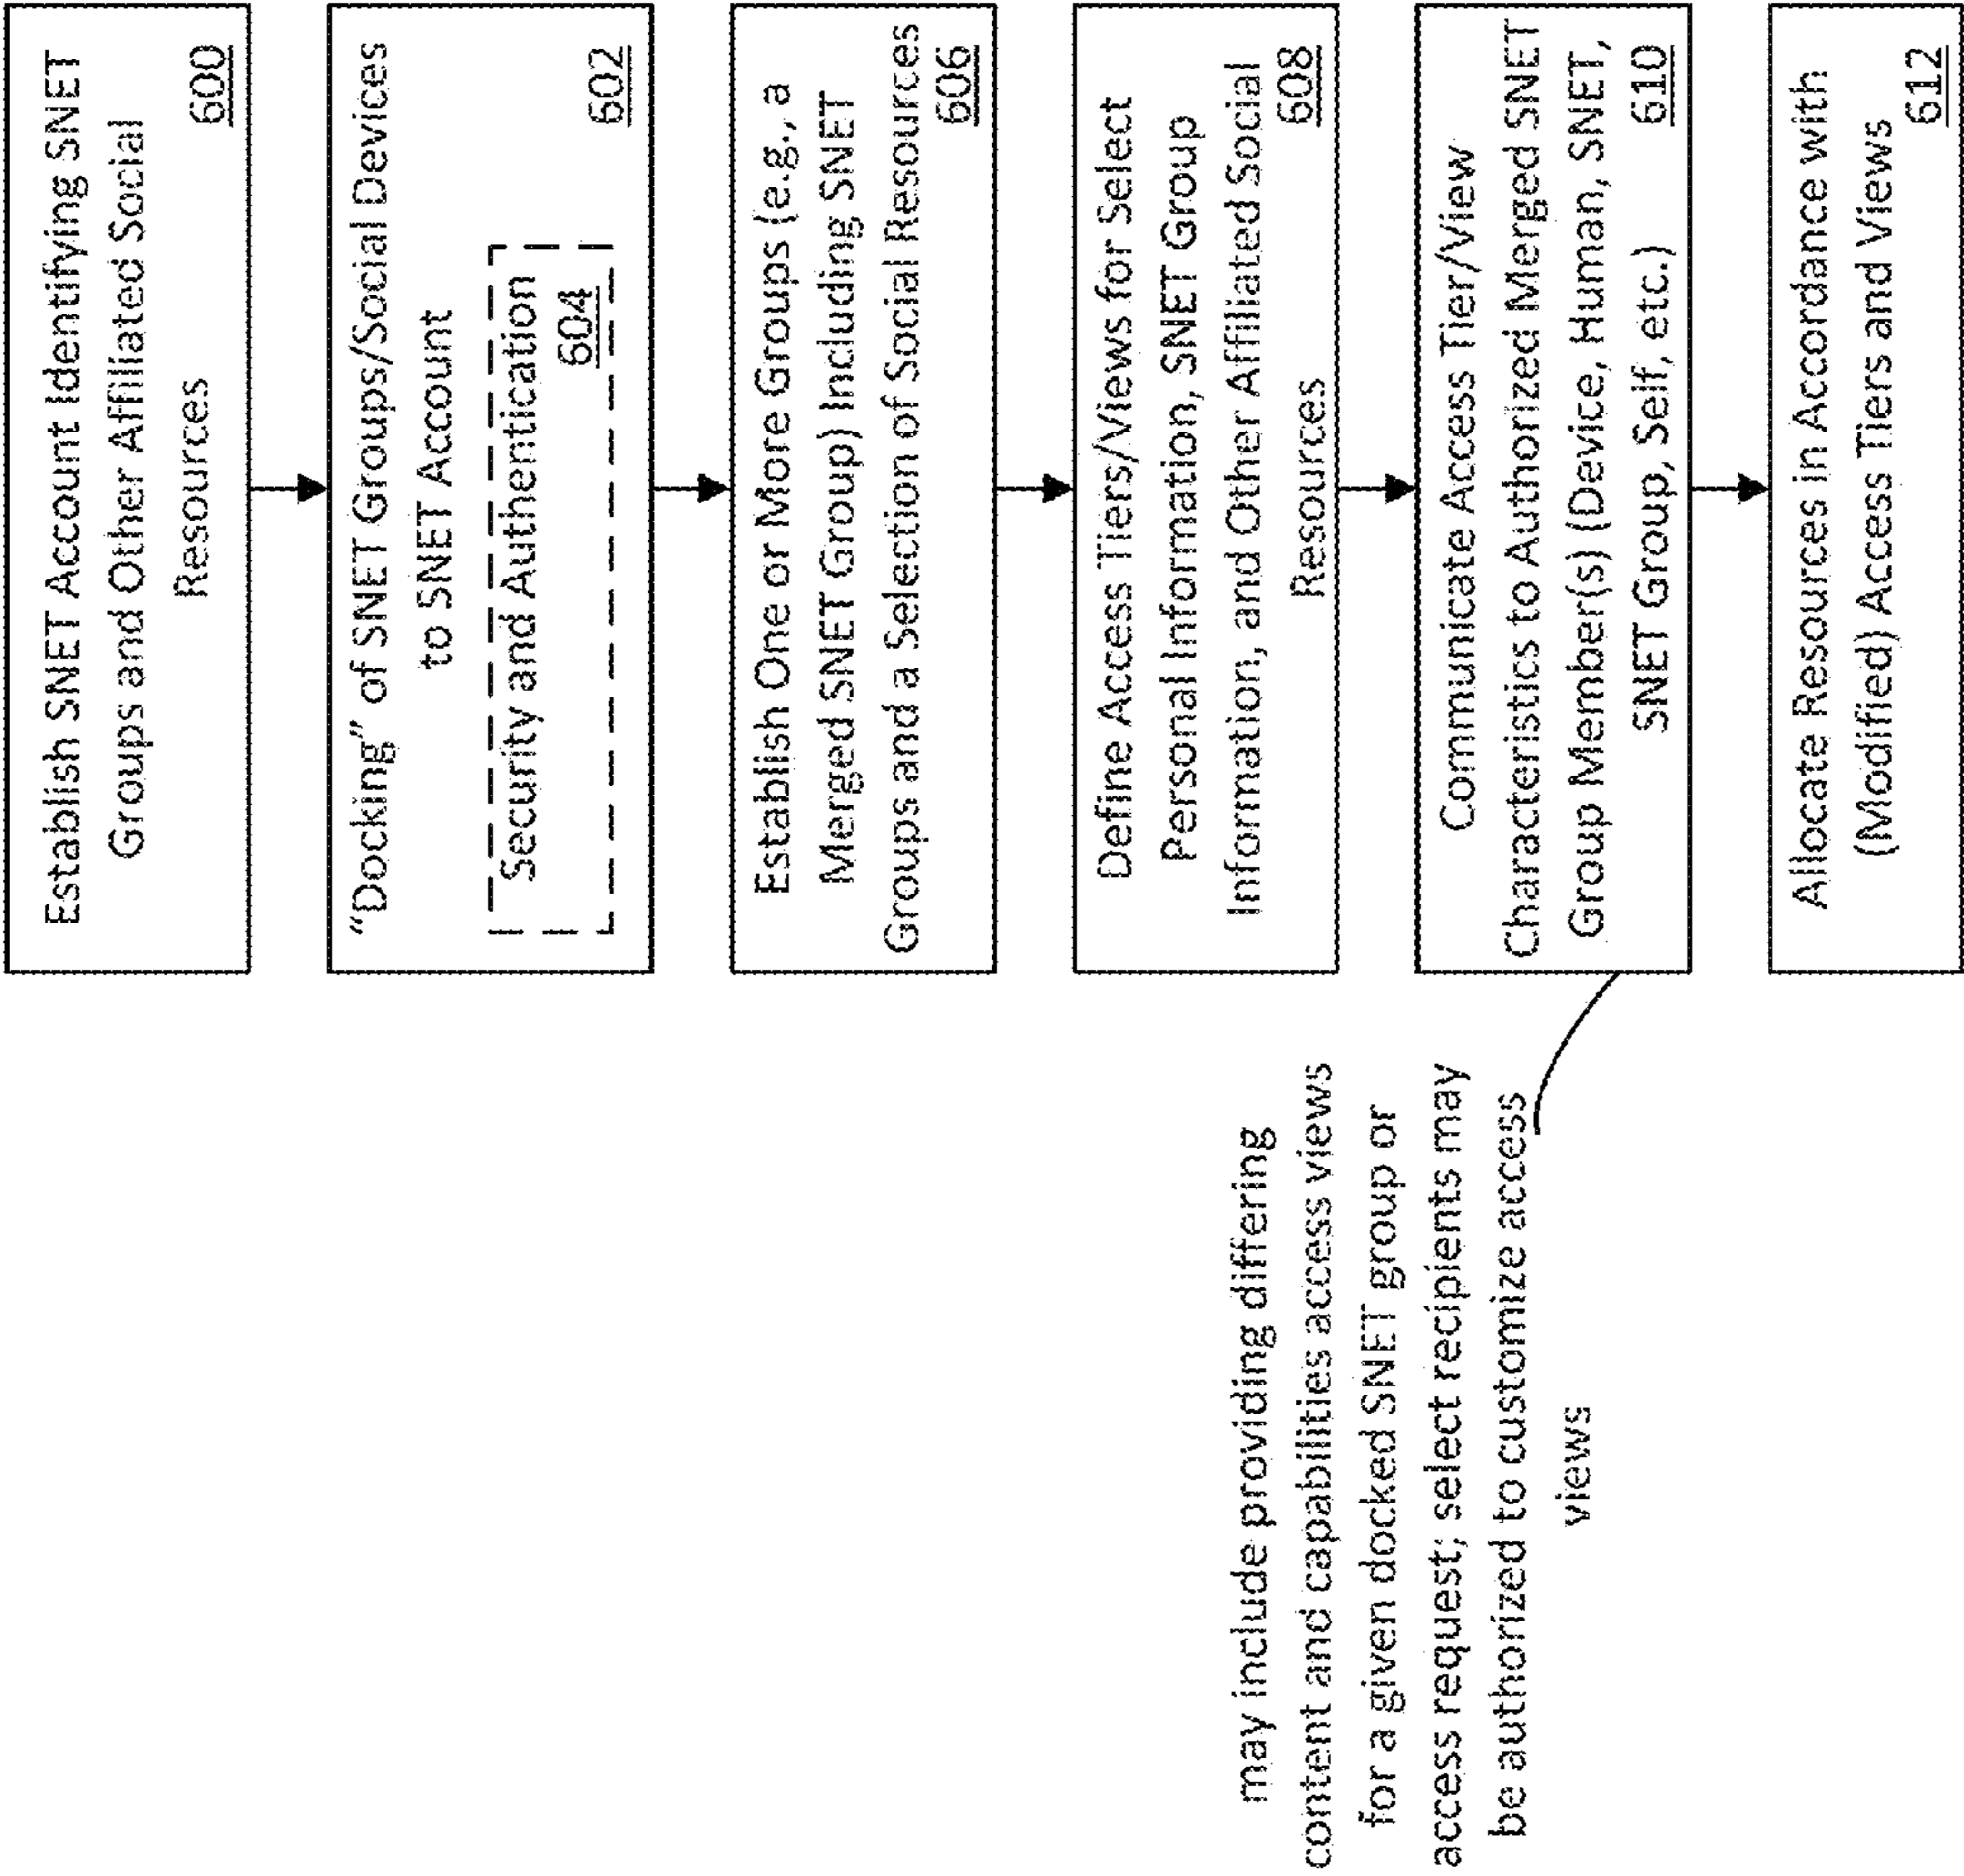 Establish SNET Account Identifying SNET
Groups and Other Affiliated Social
Resources
600
“Docking” of SNET Groups/Social Devices
to SNET Account
602
Security and Authentication
604
Establish One or More Groups (e.g., a
Merged SNET Group) Including SNET
Groups and a Selection of Social Resources
606
Define Access Tiers/Views for Select
Personal Information, SNET Group
Information, and Other Affiliated Social
Resources
608
Communicate Access Tier/View
Characteristics to Authorized Merged SNET
Group Member(s) (Device, Human, SNET,
SNET Group, Self, etc.)
610
may include providing differing
content and capabilities access views
for a given docked SNET group or
access request; select recipients may
be authorized to customize access
views
Allocate Resources in Accordance with
(Modified) Access Tiers and Views
612